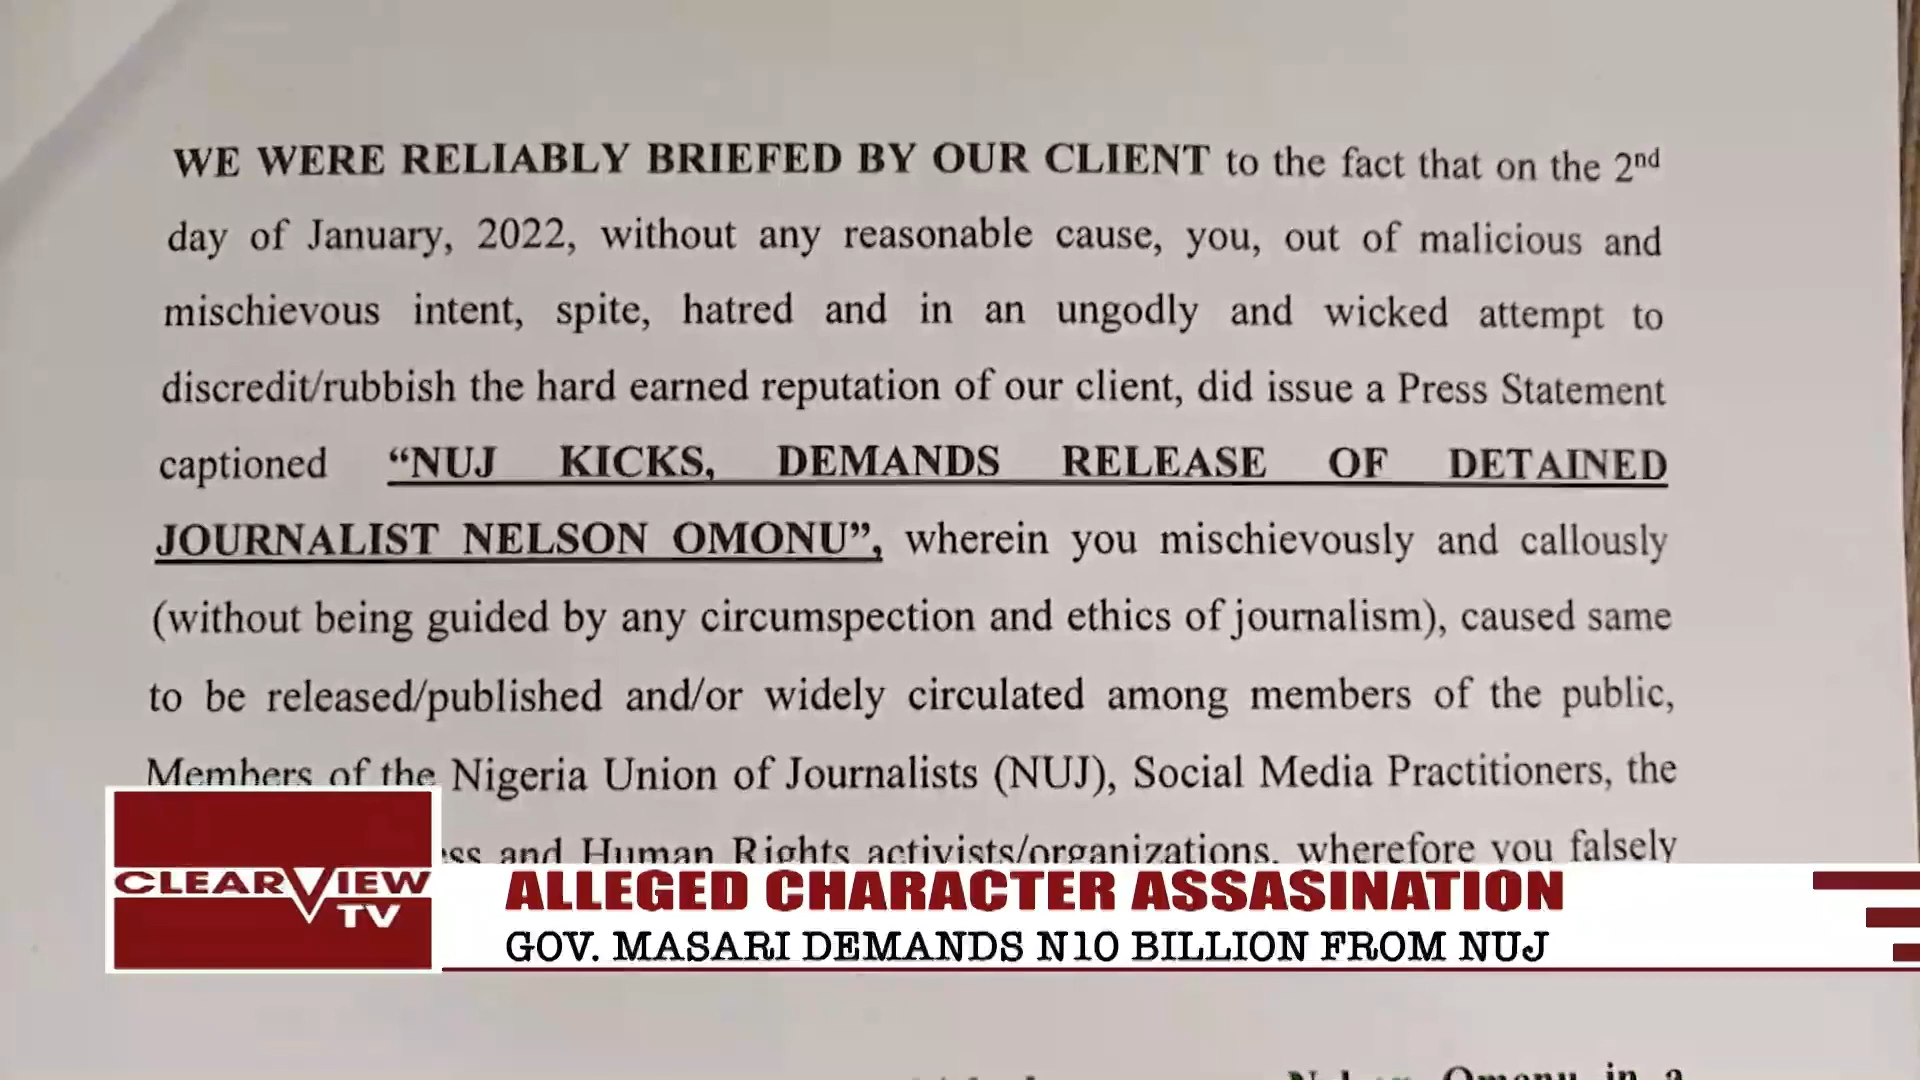 WE WERE RELIABLY BRIEFED BY OUR CLIENT to the fact that on the 2nd
day of January, 2022, without any reasonable cause, you, out of malicious and
mischievous intent, spite, hatred and in an ungodly and wicked attempt to
discredit/rubbish the hard earned reputation of our client, did issue a Press Statement
captioned “NUJ KICKS, DEMANDS RELEASE OF DETAINED
JOURNALIST NELSON OMONU”, wherein you mischievously and callously
(without being guided by any circumspection and ethics of journalism), caused same
to be released/published and/or widely circulated among members of the public,
Members of the Nigeria Union of Journalists (NUJ), Social Media Practitioners, the
and Human Rights activists/organizations, wherefore you falsely
CLEARVIEW
TV
ALLEGED CHARACTER ASSASINATION
GOV. MASARI DEMANDS N10 BILLION FROM NUJ
Omonu in a